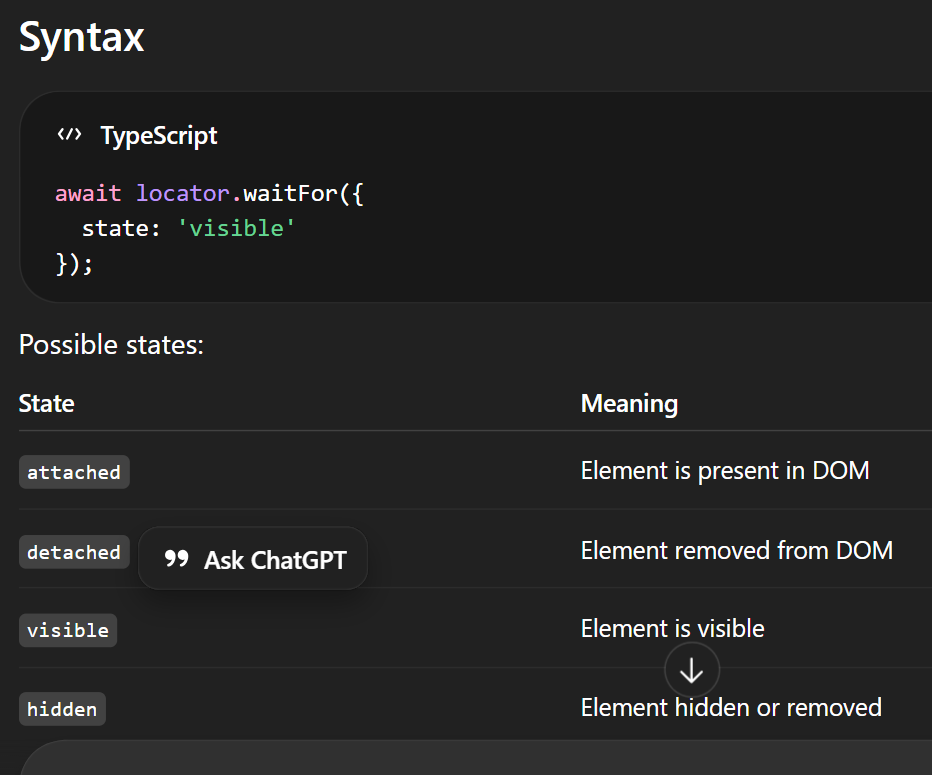 Syntax
</> TypeScript
await locator.waitFor({
  state: 'visible'
});
Possible states:
State Meaning
attached Element is present in DOM
detached Element removed from DOM
" Ask ChatGPT
visible Element is visible
hidden Element hidden or removed